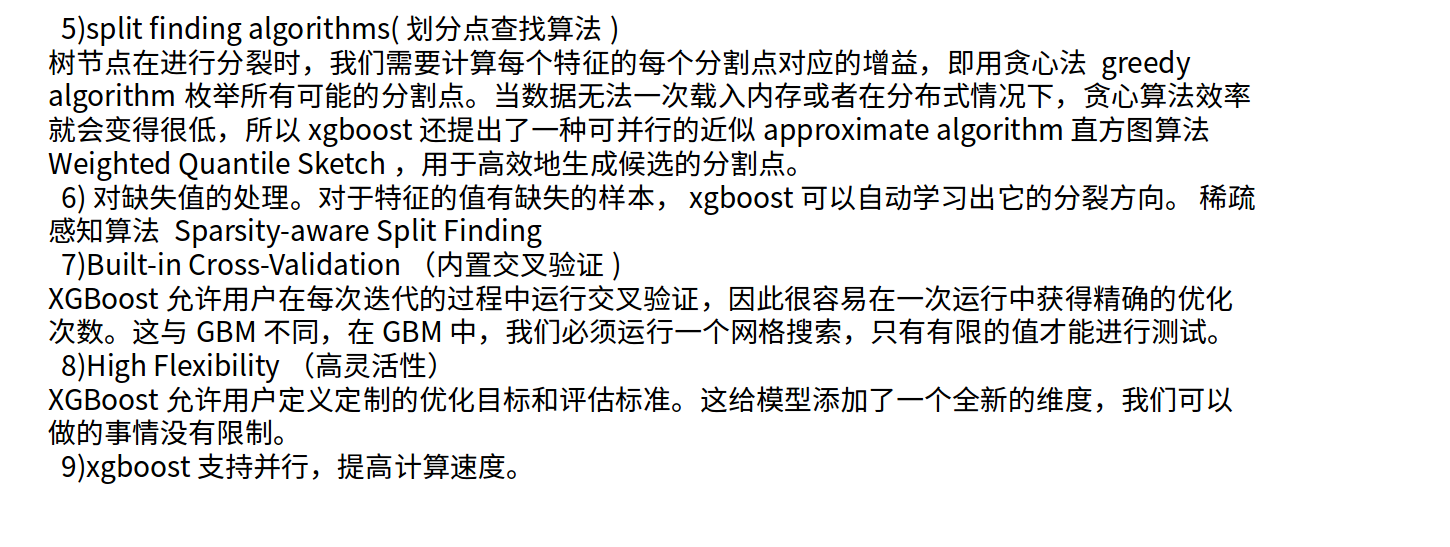 5)split finding algorithms( 划分点查找算法 )
树节点在进行分裂时，我们需要计算每个特征的每个分割点对应的增益，即用贪心法 greedy
algorithm 枚举所有可能的分割点。当数据无法一次载入内存或者在分布式情况下，贪心算法效率
就会变得很低，所以 xgboost 还提出了一种可并行的近似 approximate algorithm 直方图算法
Weighted Quantile Sketch ，用于高效地生成候选的分割点。
6) 对缺失值的处理。对于特征的值有缺失的样本， xgboost 可以自动学习出它的分裂方向。 稀疏
感知算法 Sparsity-aware Split Finding
7)Built-in Cross-Validation （内置交叉验证 )
XGBoost 允许用户在每次迭代的过程中运行交叉验证，因此很容易在一次运行中获得精确的优化
次数。这与 GBM 不同，在 GBM 中，我们必须运行一个网格搜索，只有有限的值才能进行测试。
8)High Flexibility （高灵活性）
XGBoost 允许用户定义定制的优化目标和评估标准。这给模型添加了一个全新的维度，我们可以
做的事情没有限制。
9)xgboost 支持并行，提高计算速度。